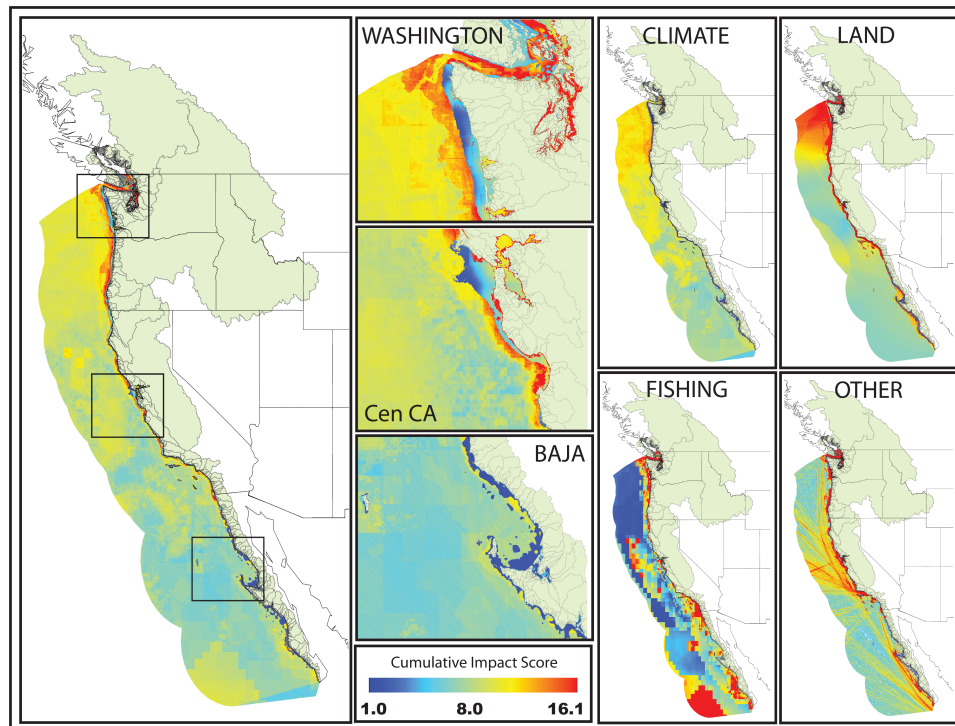 WASHINGTON
CLIMATE
LAND
Cen CA
BAJA
FISHING
OTHER
Cumulative Impact Score
1.0 8.0 16.1